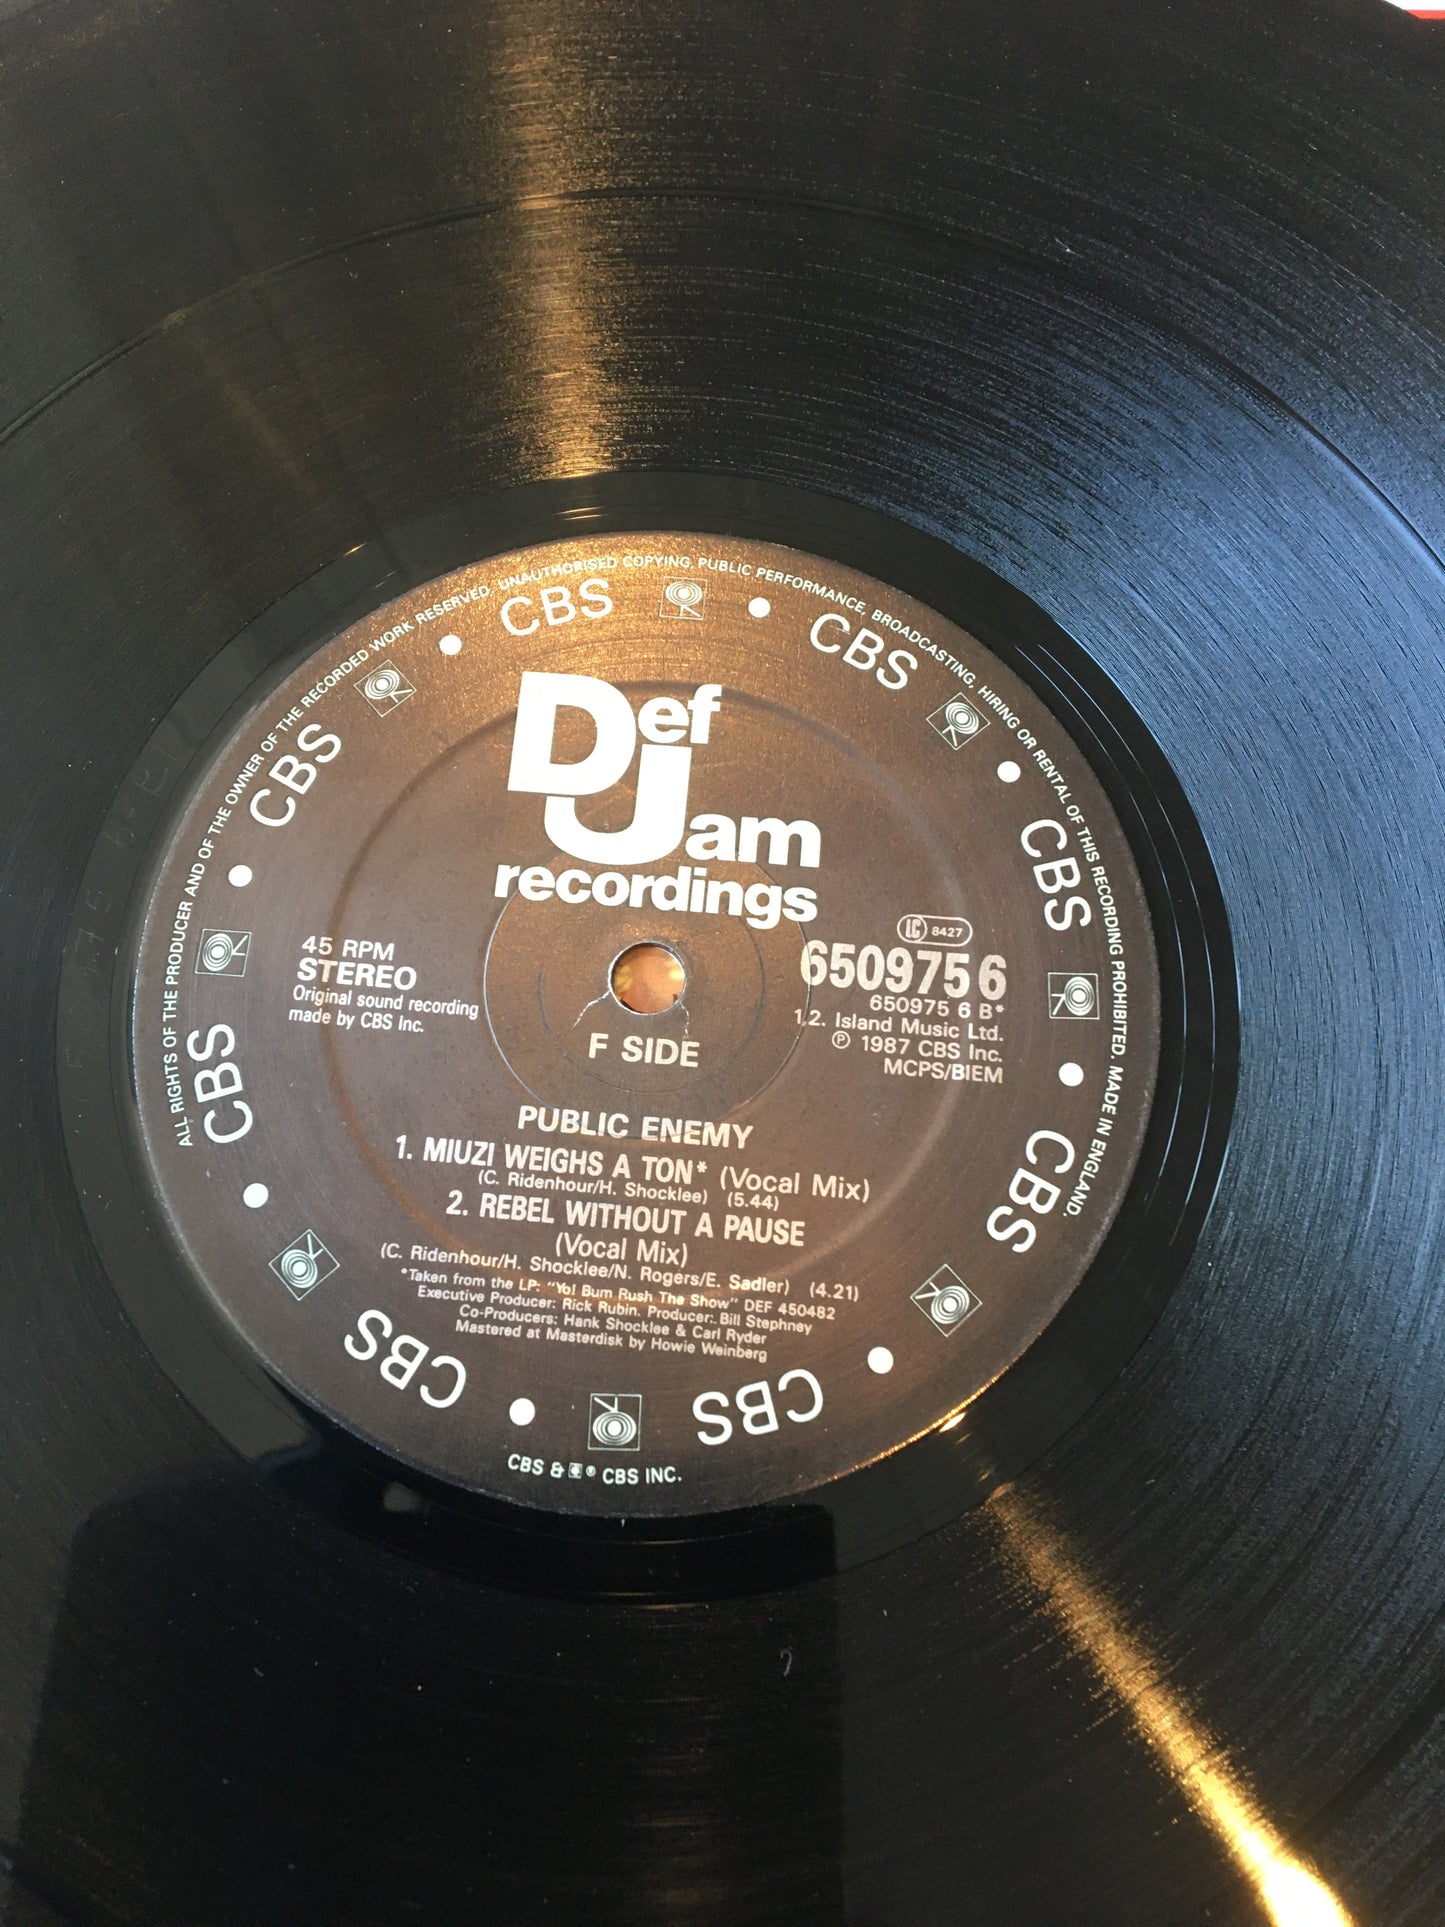 ALL RIGHTS OF THE PRODUCER AND OF THE OWNER OF THE RECORDED WORK RESERVED. UNAUTHORISED COPYING, PUBLIC PERFORMANCE, BROADCASTING, HIRING OR RENTAL OF THIS RECORDING PROHIBITED. MADE IN ENGLAND.
CBS
CBS
CBS
CBS
CBS
CBS
CBS
CBS
Def
Jam
recordings
45 RPM
STEREO
Original sound recording
made by CBS Inc.
LC 8427
650975 6
650975 6 B*
1,2. Island Music Ltd.
℗ 1987 CBS Inc.
MCPS/BIEM
F SIDE
PUBLIC ENEMY
1. MIUZI WEIGHS A TON* (Vocal Mix)
(C. Ridenhour/H. Shocklee) (5.44)
2. REBEL WITHOUT A PAUSE
(Vocal Mix)
(C. Ridenhour/H. Shocklee/N. Rogers/E. Sadler) (4.21)
*Taken from the LP: "Yo! Bum Rush The Show" DEF 450482
Executive Producer: Rick Rubin. Producer: Bill Stephney
Co-Producers: Hank Shocklee & Carl Ryder
Mastered at Masterdisk by Howie Weinberg
CBS & ® CBS INC.